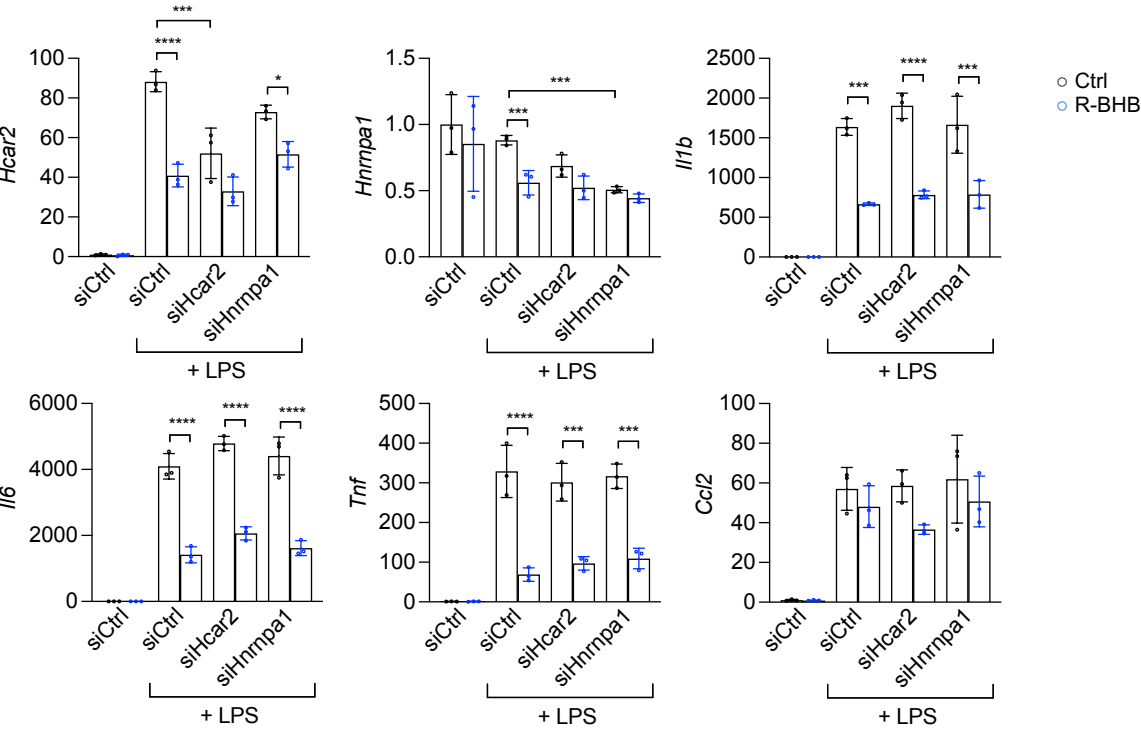 ***
****
*
100
80
60
40
20
0
Hcar2
siCtrl
siCtrl
siHcar2
siHnrnpa1
+ LPS
***
***
1.5
1.0
0.5
0.0
Hnrnpa1
siCtrl
siCtrl
siHcar2
siHnrnpa1
+ LPS
***
****
***
2500
2000
1500
1000
500
0
Il1b
siCtrl
siCtrl
siHcar2
siHnrnpa1
+ LPS
Ctrl
R-BHB
****
****
****
6000
4000
2000
0
Il6
siCtrl
siCtrl
siHcar2
siHnrnpa1
+ LPS
****
***
***
500
400
300
200
100
0
Tnf
siCtrl
siCtrl
siHcar2
siHnrnpa1
+ LPS
100
80
60
40
20
0
Ccl2
siCtrl
siCtrl
siHcar2
siHnrnpa1
+ LPS